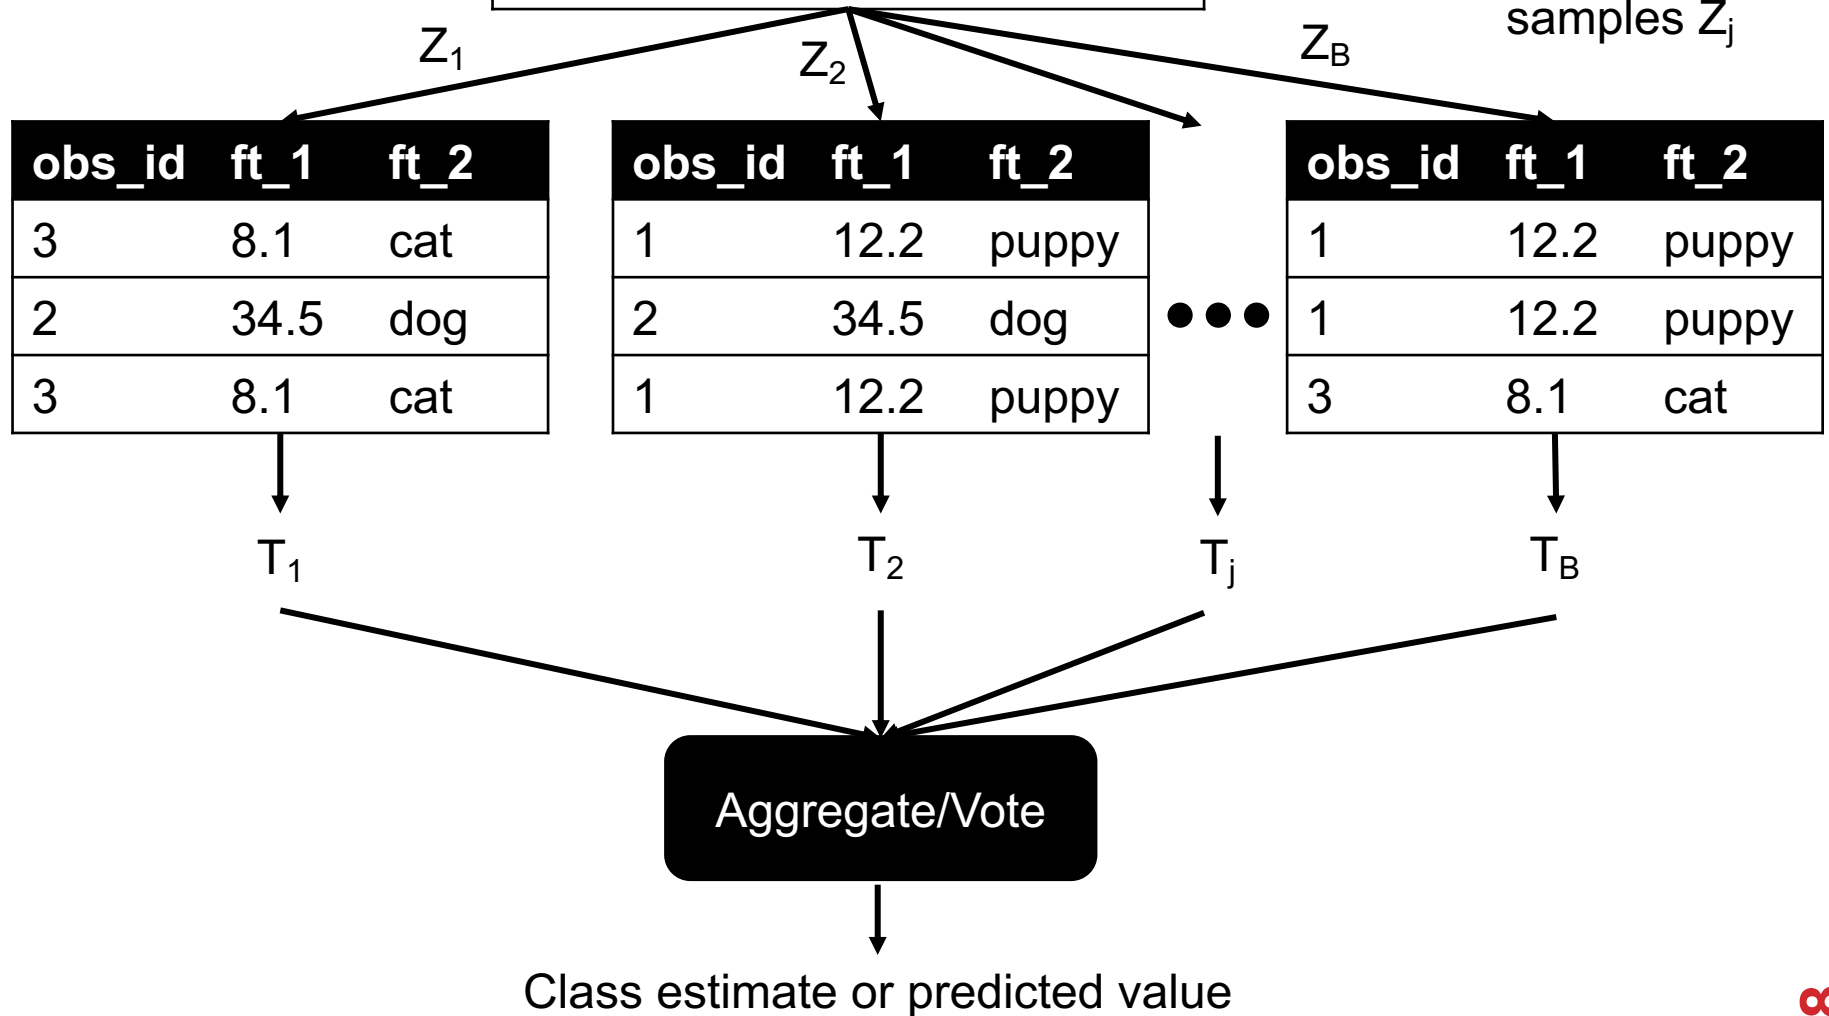 samples Zj
Z1
Z2
ZB
obs_id ft_1 ft_2
3 8.1 cat
2 34.5 dog
3 8.1 cat
obs_id ft_1 ft_2
1 12.2 puppy
2 34.5 dog
1 12.2 puppy
obs_id ft_1 ft_2
1 12.2 puppy
1 12.2 puppy
3 8.1 cat
T1
T2
Tj
TB
Aggregate/Vote
Class estimate or predicted value